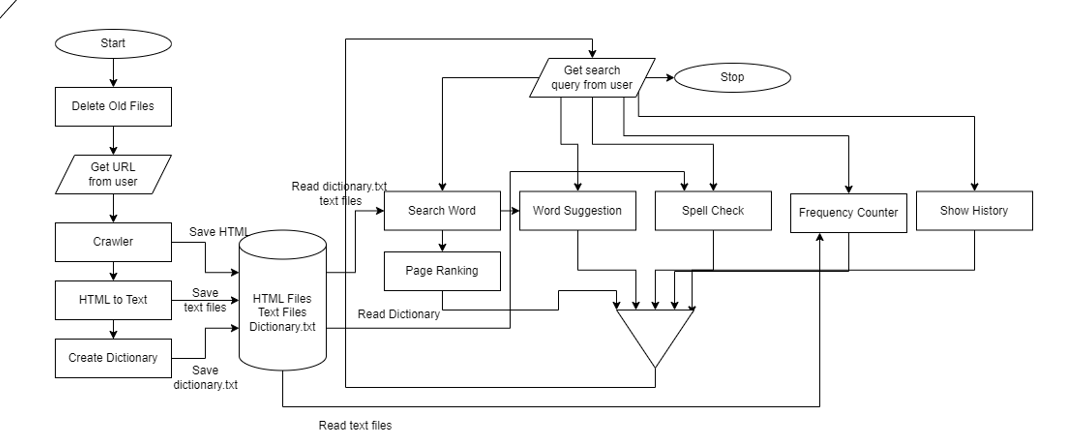 Start
Delete Old Files
Get URL
from user
Crawler
HTML to Text
Create Dictionary
Save HTML
Save
text files
Save
dictionary.txt
HTML Files
Text Files
Dictionary.txt
Read dictionary.txt
text files
Read Dictionary
Read text files
Get search
query from user
Stop
Search Word
Page Ranking
Word Suggestion
Spell Check
Frequency Counter
Show History